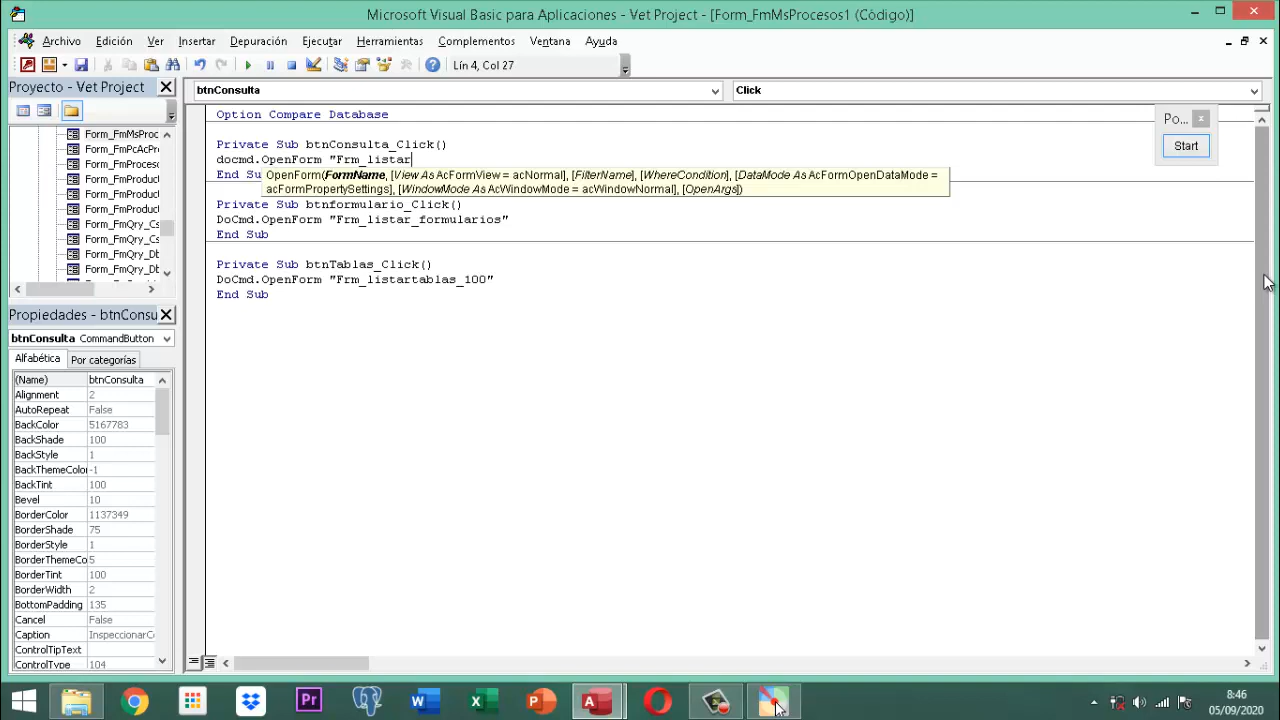 Microsoft Visual Basic para Aplicaciones - Vet Project - [Form_FmMsProcesos1 (Código)]
Archivo Edición Ver Insertar Depuración Ejecutar Herramientas Complementos Ventana Ayuda
Lín 4, Col 27
Proyecto - Vet Project
Form_FmMsProc
Form_FmPcAcPr
Form_FmProceso
Form_FmProduct
Form_FmProduct
Form_FmProduct
Form_FmQry_Cs
Form_FmQry_Cs
Form_FmQry_Db
Form_FmQry_Db
Propiedades - btnConsu
btnConsulta CommandButton
Alfabética Por categorías
(Name) btnConsulta
Alignment 2
AutoRepeat False
BackColor 5167783
BackShade 100
BackStyle 1
BackThemeColor -1
BackTint 100
Bevel 10
BorderColor 1137349
BorderShade 75
BorderStyle 1
BorderThemeCo 5
BorderTint 100
BorderWidth 2
BottomPadding 135
Cancel False
Caption InspeccionarCo
ControlTipText
ControlType 104
btnConsulta Click
Option Compare Database
Private Sub btnConsulta_Click()
docmd.OpenForm "Frm_listar
End Su
OpenForm(FormName, [View As AcFormView = acNormal], [FilterName], [WhereCondition], [DataMode As AcFormOpenDataMode =
acFormPropertySettings], [WindowMode As AcWindowMode = acWindowNormal], [OpenArgs])
Private Sub btnformulario_Click()
DoCmd.OpenForm "Frm_listar_formularios"
End Sub
Private Sub btnTablas_Click()
DoCmd.OpenForm "Frm_listartablas_100"
End Sub
Po...
Start
Pr
8:46
05/09/2020